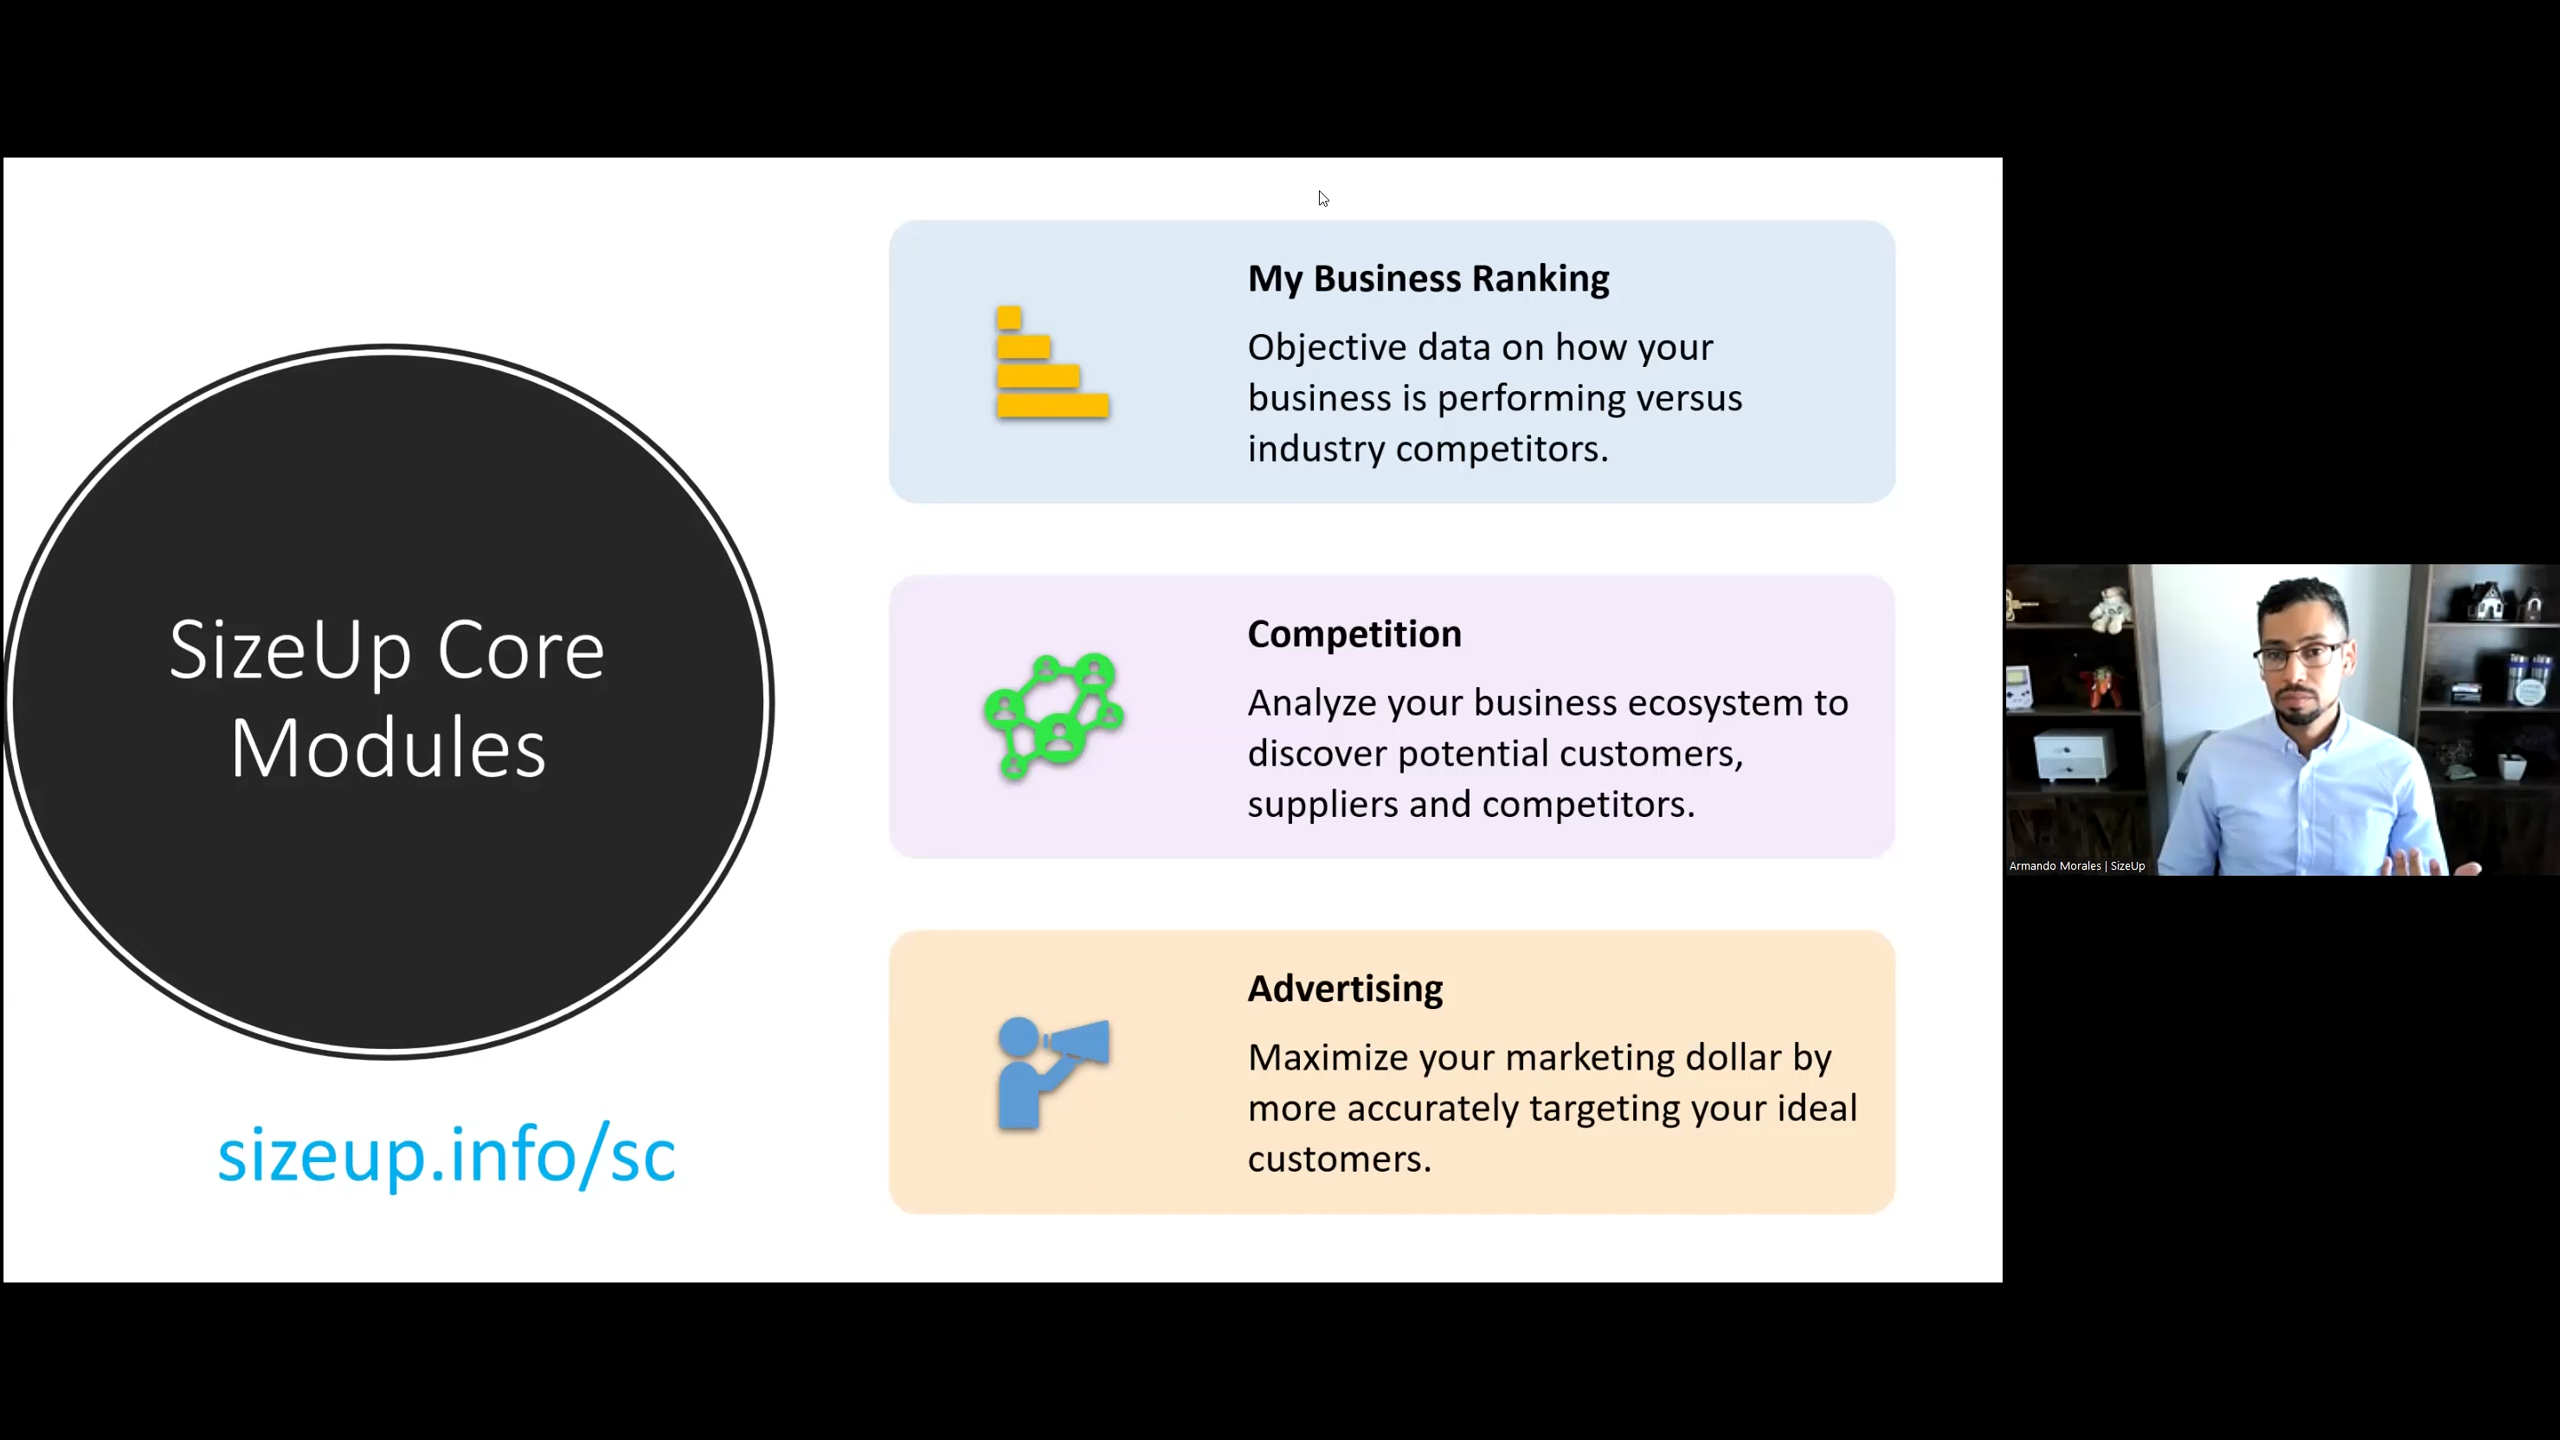 SizeUp Core
Modules
sizeup.info/sc
My Business Ranking
Objective data on how your
business is performing versus
industry competitors.
Competition
Analyze your business ecosystem to
discover potential customers,
suppliers and competitors.
Advertising
Maximize your marketing dollar by
more accurately targeting your ideal
customers.
Armando Morales | SizeUp